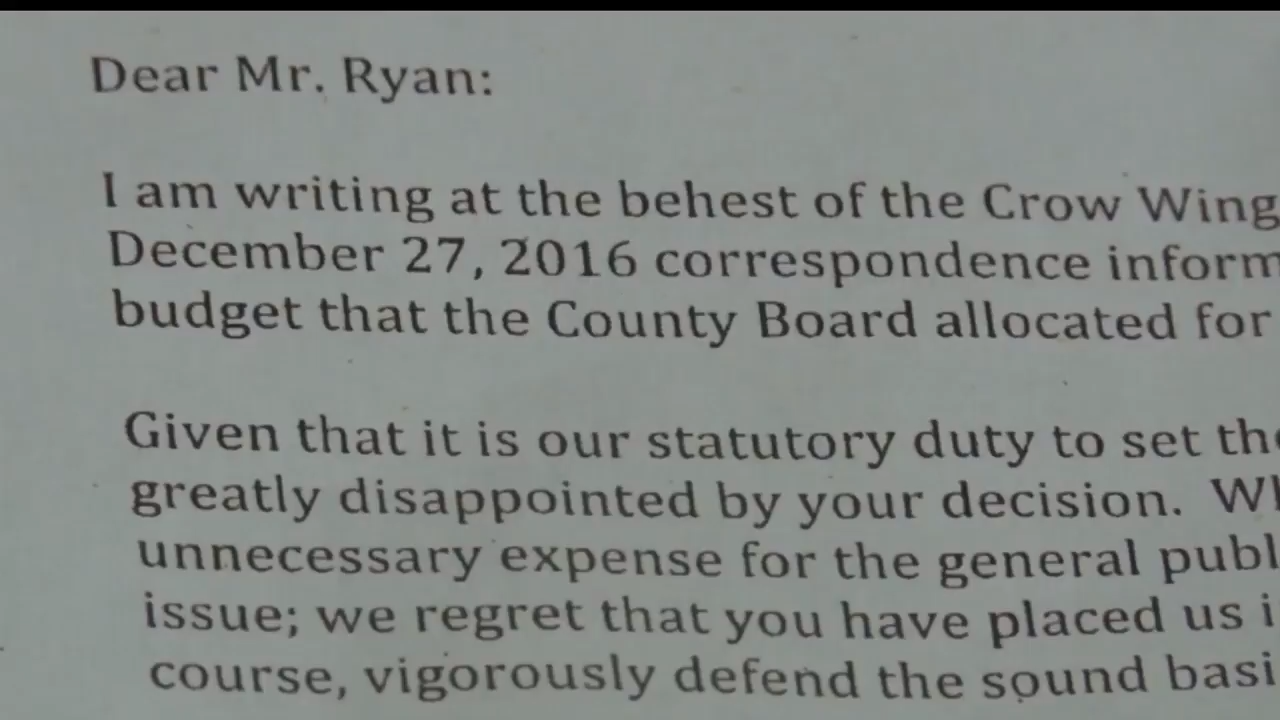 Dear Mr. Ryan:
I am writing at the behest of the Crow Wing
December 27, 2016 correspondence inform
budget that the County Board allocated for
Given that it is our statutory duty to set the
greatly disappointed by your decision. Wh
unnecessary expense for the general publ
issue; we regret that you have placed us i
course, vigorously defend the sound basi